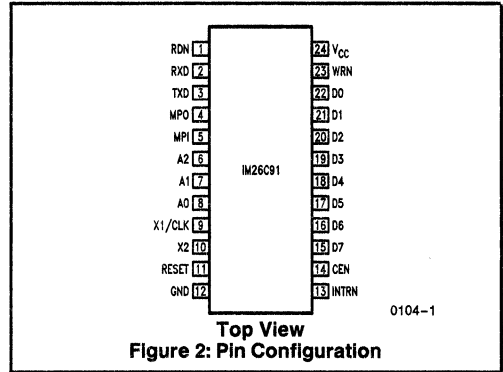 RDN 1 24 VCC
RXD 2 23 WRN
TXD 3 22 D0
MPO 4 21 D1
MPI 5 20 D2
A2 6 19 D3
A1 7 18 D4
A0 8 17 D5
X1/CLK 9 16 D6
X2 10 15 D7
RESET 11 14 CEN
GND 12 13 INTRN
IM26C91
0104-1
Top View
Figure 2: Pin Configuration